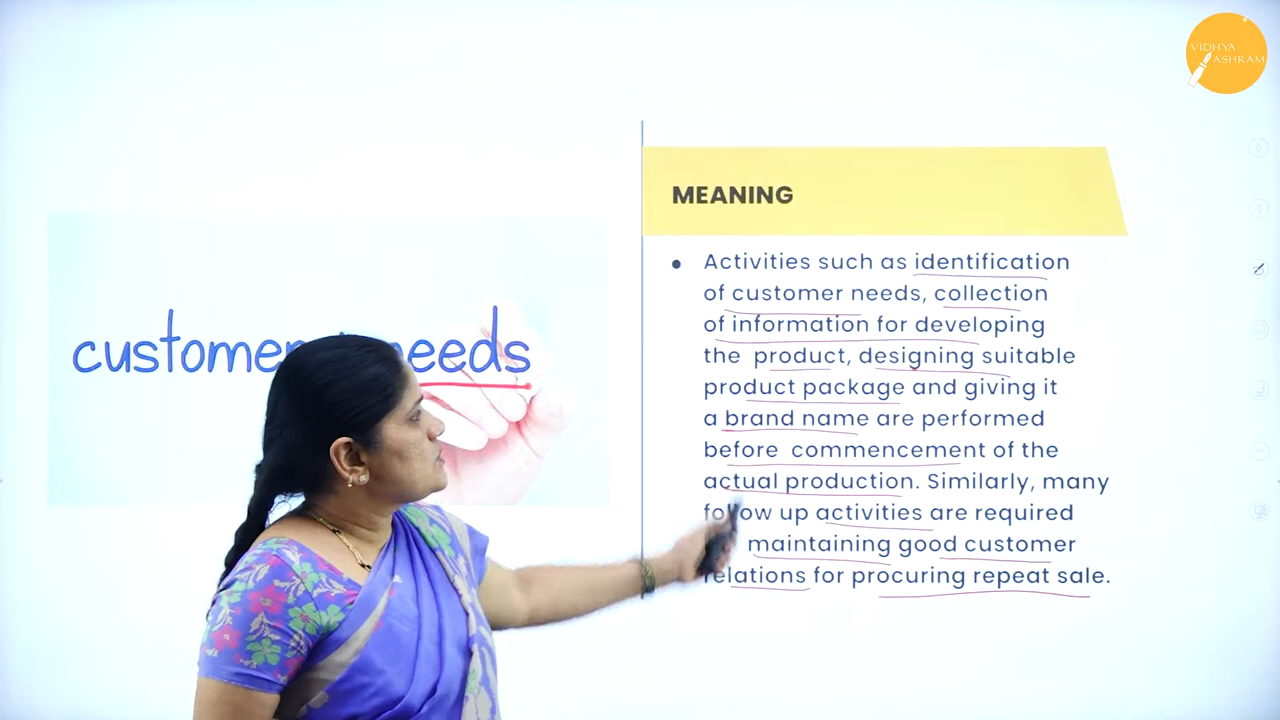 VIDHYA
ASHRAM
MEANING
customer needs
Activities such as identification
of customer needs, collection
of information for developing
the product, designing suitable
product package and giving it
a brand name are performed
before commencement of the
actual production. Similarly, many
follow up activities are required
maintaining good customer
relations for procuring repeat sale.